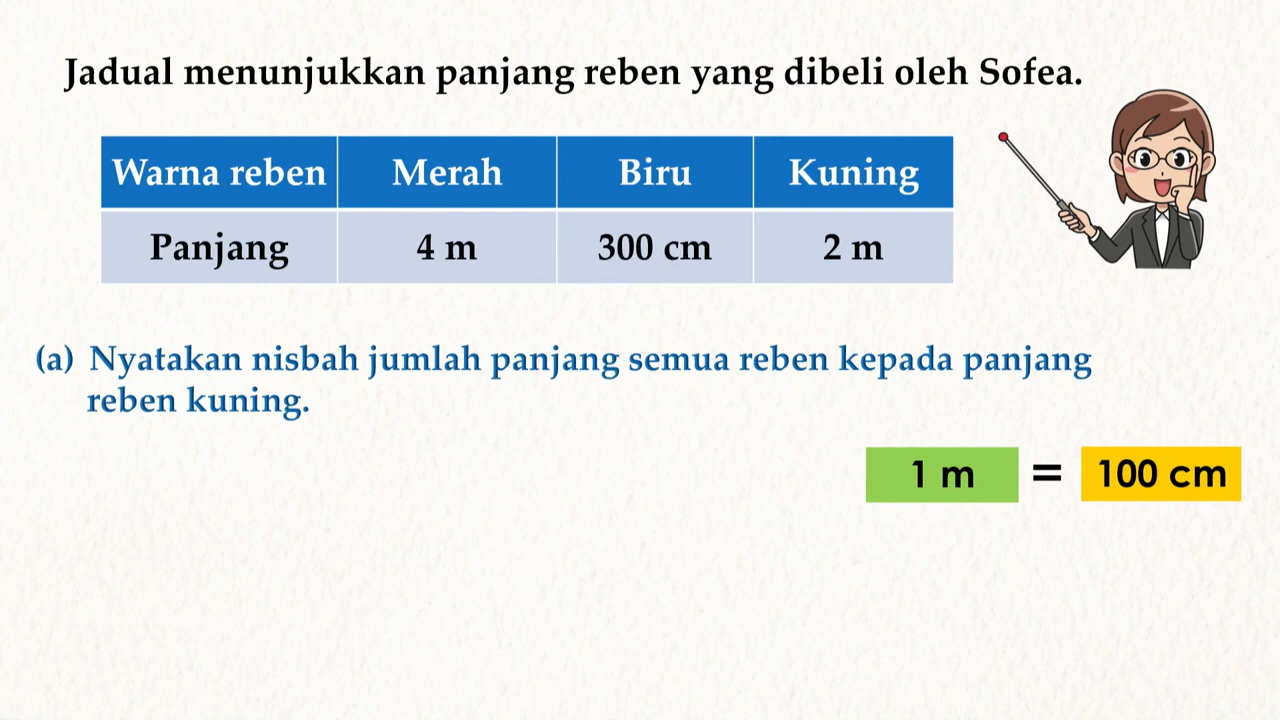 Jadual menunjukkan panjang reben yang dibeli oleh Sofea.
Warna reben Merah Biru Kuning
Panjang 4 m 300 cm 2 m
(a) Nyatakan nisbah jumlah panjang semua reben kepada panjang
reben kuning.
1 m = 100 cm